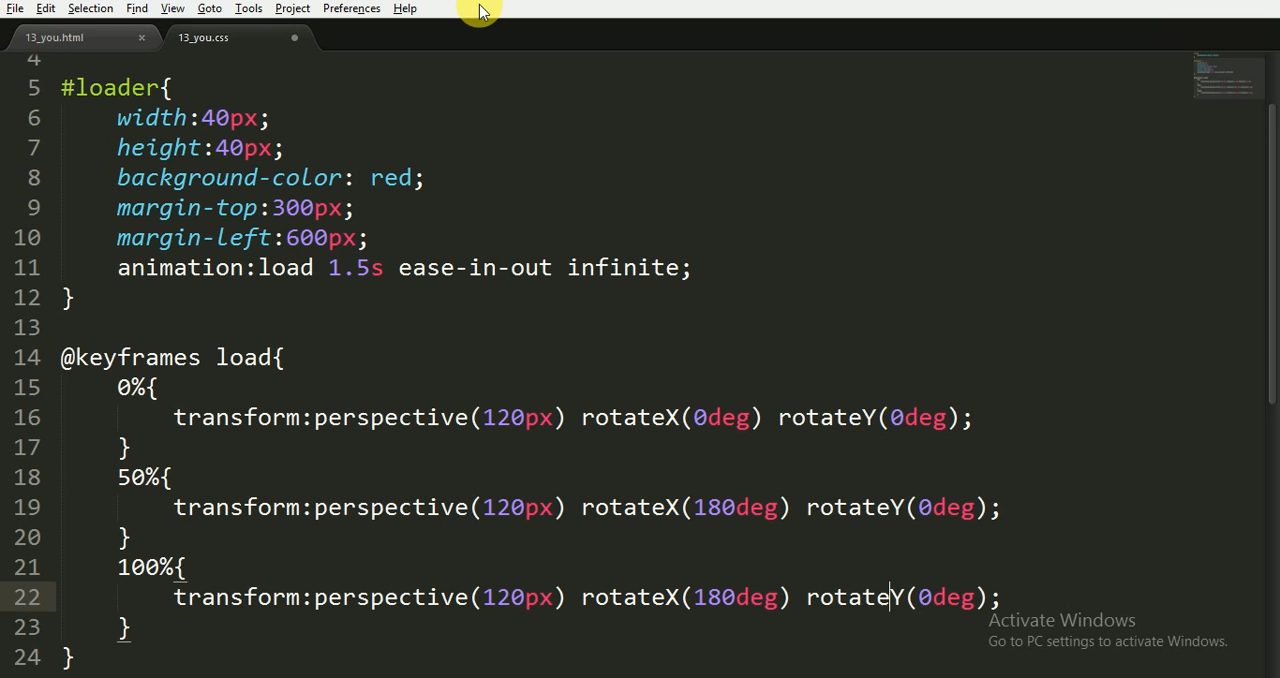 File Edit Selection Find View Goto Tools Project Preferences Help
13_you.html × 13_you.css
4
5 #loader{
6 width:40px;
7 height:40px;
8 background-color: red;
9 margin-top:300px;
10 margin-left:600px;
11 animation:load 1.5s ease-in-out infinite;
12 }
13
14 @keyframes load{
15 0%{
16 transform:perspective(120px) rotateX(0deg) rotateY(0deg);
17 }
18 50%{
19 transform:perspective(120px) rotateX(180deg) rotateY(0deg);
20 }
21 100%{
22 transform:perspective(120px) rotateX(180deg) rotateY(0deg);
23 }
24 }
Activate Windows
Go to PC settings to activate Windows.